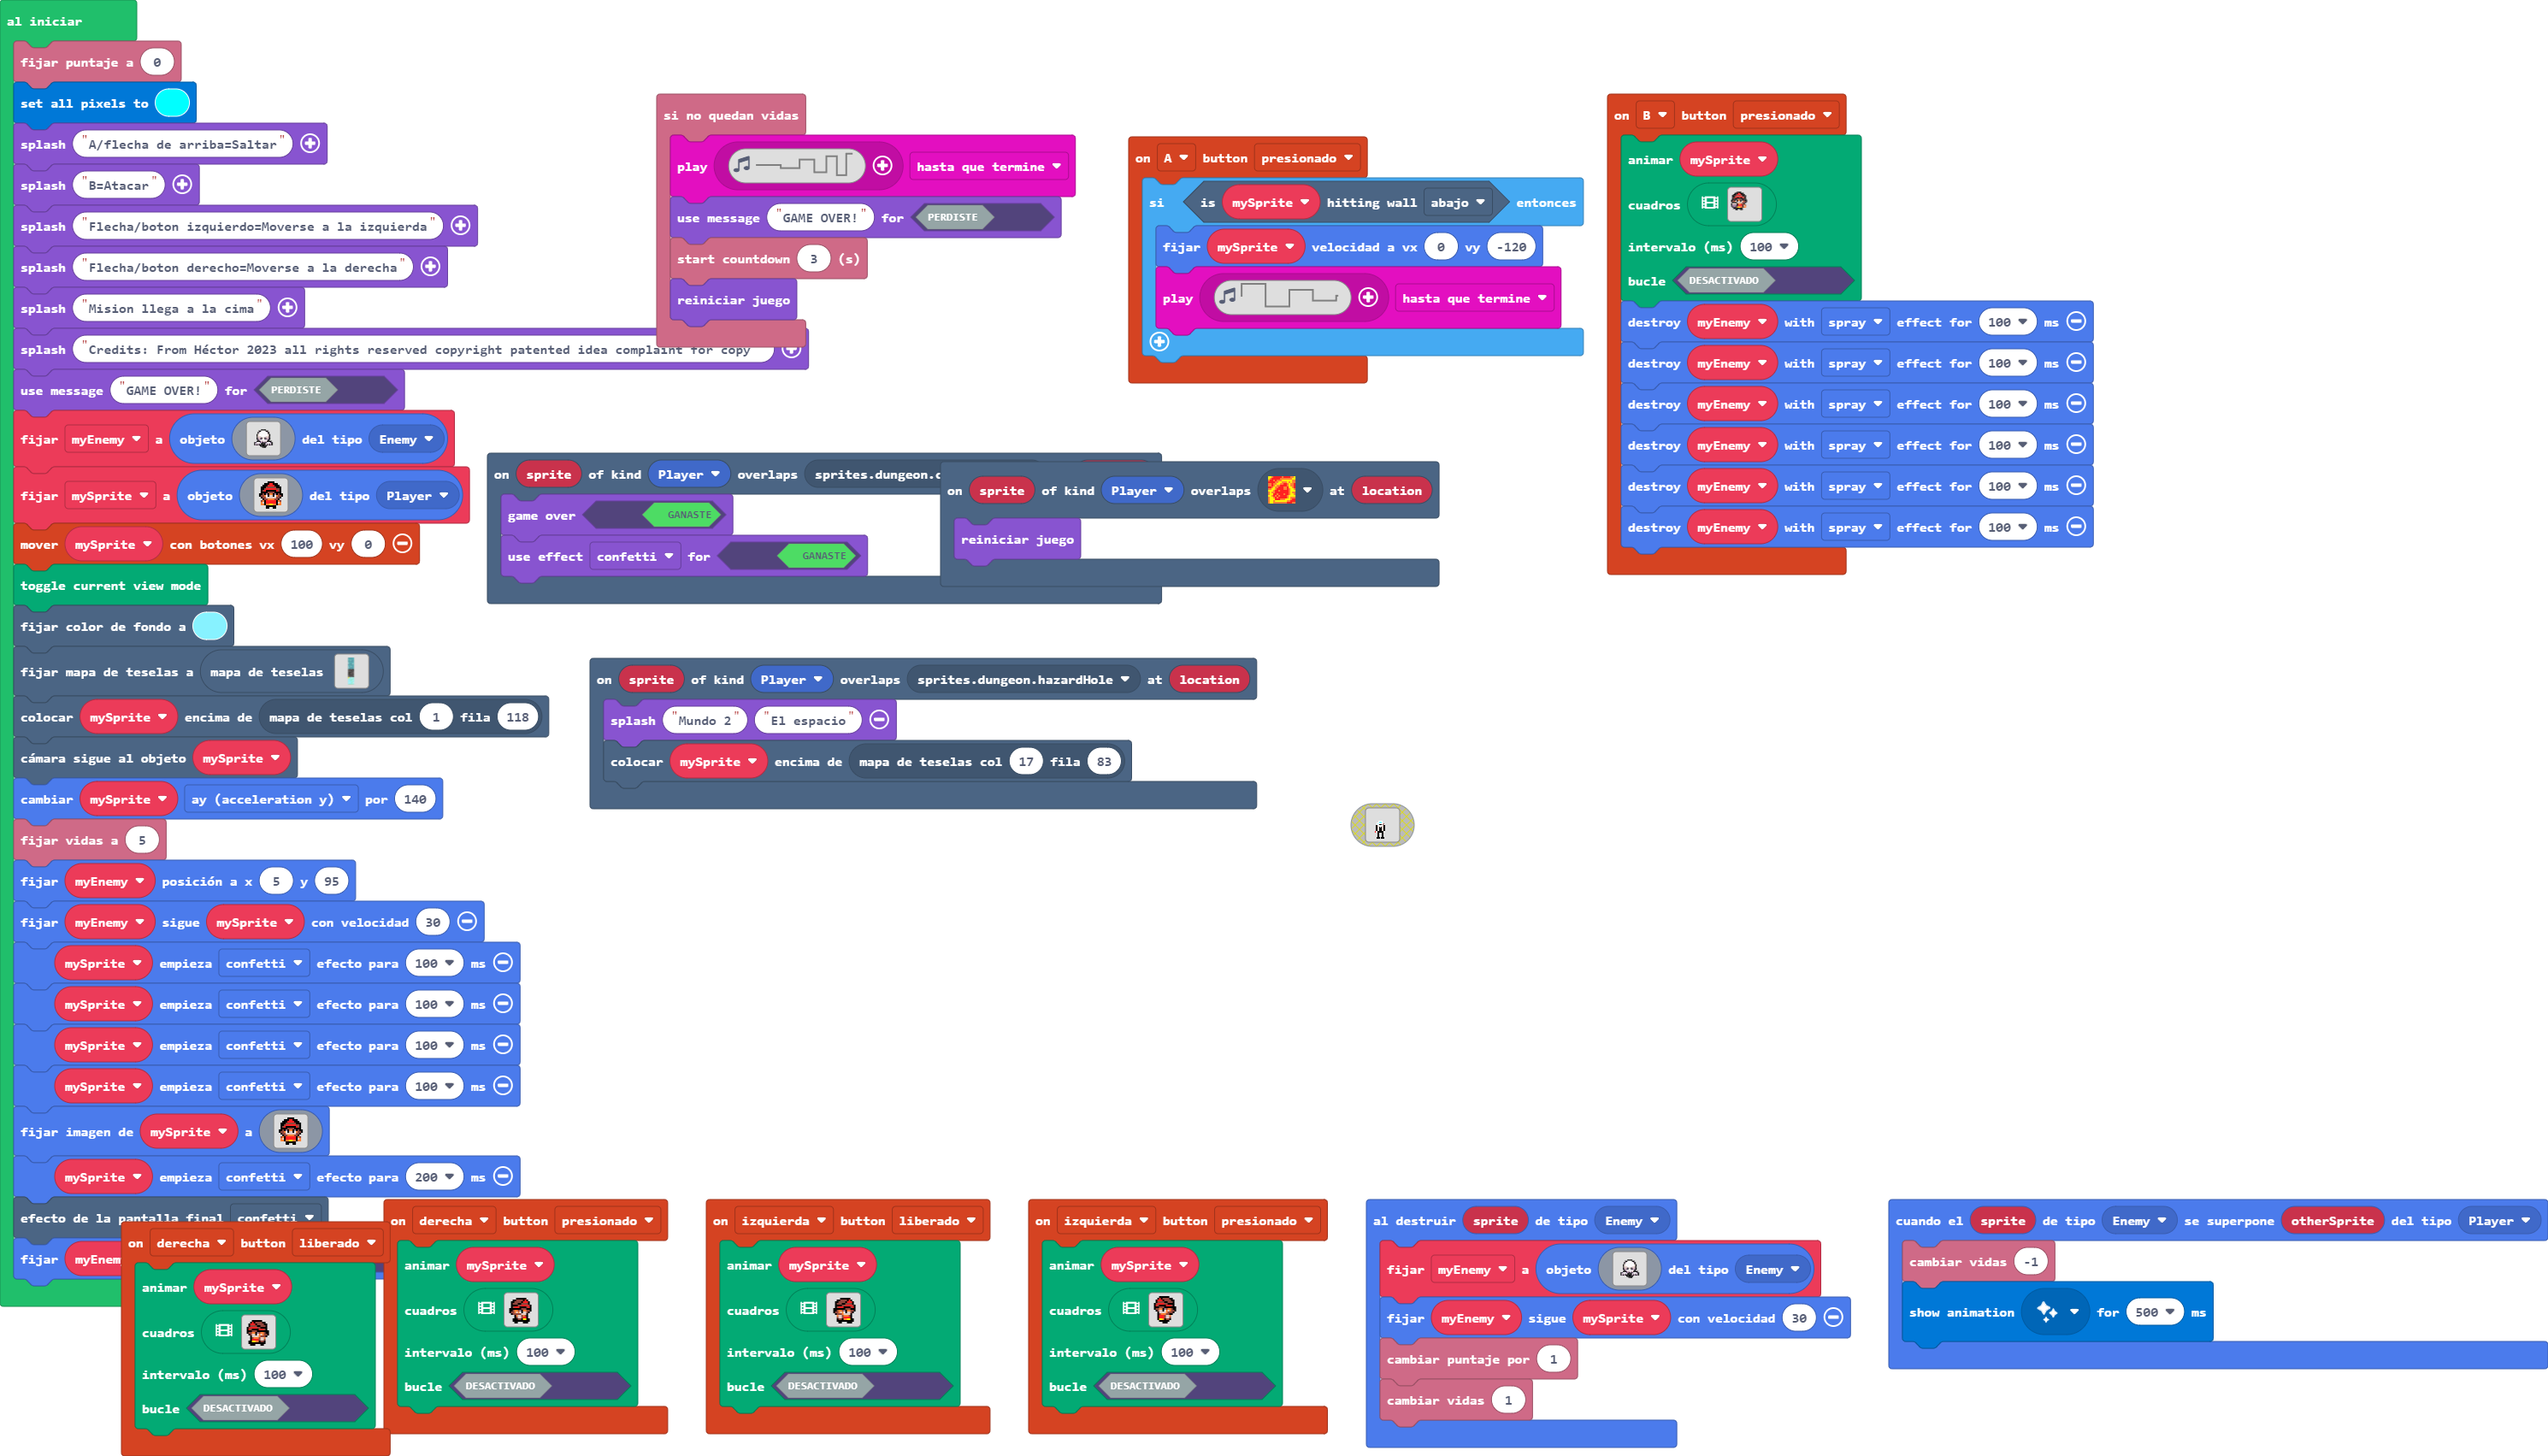 al iniciar
fijar puntaje a 0
set all pixels to
splash "A/flecha de arriba=Saltar"
splash "B=Atacar"
splash "Flecha/boton izquierdo=Moverse a la izquierda"
splash "Flecha/boton derecho=Moverse a la derecha"
splash "Mision llega a la cima"
splash "Credits: From Héctor 2023 all rights reserved copyright patented idea complaint for copy
use message "GAME OVER!" for PERDISTE
fijar myEnemy a objeto del tipo Enemy
fijar mySprite a objeto del tipo Player
mover mySprite con botones vx 100 vy 0
toggle current view mode
fijar color de fondo a
fijar mapa de teselas a mapa de teselas
colocar mySprite encima de mapa de teselas col 1 fila 118
cámara sigue al objeto mySprite
cambiar mySprite ay (acceleration y) por 140
fijar vidas a 5
fijar myEnemy posición a x 5 y 95
fijar myEnemy sigue mySprite con velocidad 30
mySprite empieza confetti efecto para 100 ms
mySprite empieza confetti efecto para 100 ms
mySprite empieza confetti efecto para 100 ms
mySprite empieza confetti efecto para 100 ms
fijar imagen de mySprite a
mySprite empieza confetti efecto para 200 ms
efecto de la pantalla final confetti
fijar
si no quedan vidas
play hasta que termine
use message "GAME OVER!" for PERDISTE
start countdown 3 (s)
reiniciar juego
on A button presionado
si is mySprite hitting wall abajo entonces
fijar mySprite velocidad a vx 0 vy -120
play hasta que termine
on B button presionado
animar mySprite
cuadros
intervalo (ms) 100
bucle DESACTIVADO
destroy myEnemy with spray effect for 100 ms
destroy myEnemy with spray effect for 100 ms
destroy myEnemy with spray effect for 100 ms
destroy myEnemy with spray effect for 100 ms
destroy myEnemy with spray effect for 100 ms
destroy myEnemy with spray effect for 100 ms
on sprite of kind Player overlaps
game over GANASTE
use effect confetti for GANASTE
on sprite of kind Player overlaps at location
reiniciar juego
on sprite of kind Player overlaps sprites.dungeon.hazardHole at location
splash "Mundo 2" "El espacio"
colocar mySprite encima de mapa de teselas col 17 fila 83
on derecha button liberado
animar mySprite
cuadros
intervalo (ms) 100
bucle DESACTIVADO
on derecha button presionado
animar mySprite
cuadros
intervalo (ms) 100
bucle DESACTIVADO
on izquierda button liberado
animar mySprite
cuadros
intervalo (ms) 100
bucle DESACTIVADO
on izquierda button presionado
animar mySprite
cuadros
intervalo (ms) 100
bucle DESACTIVADO
al destruir sprite de tipo Enemy
fijar myEnemy a objeto del tipo Enemy
fijar myEnemy sigue mySprite con velocidad 30
cambiar puntaje por 1
cambiar vidas 1
cuando el sprite de tipo Enemy se superpone otherSprite del tipo Player
cambiar vidas -1
show animation for 500 ms